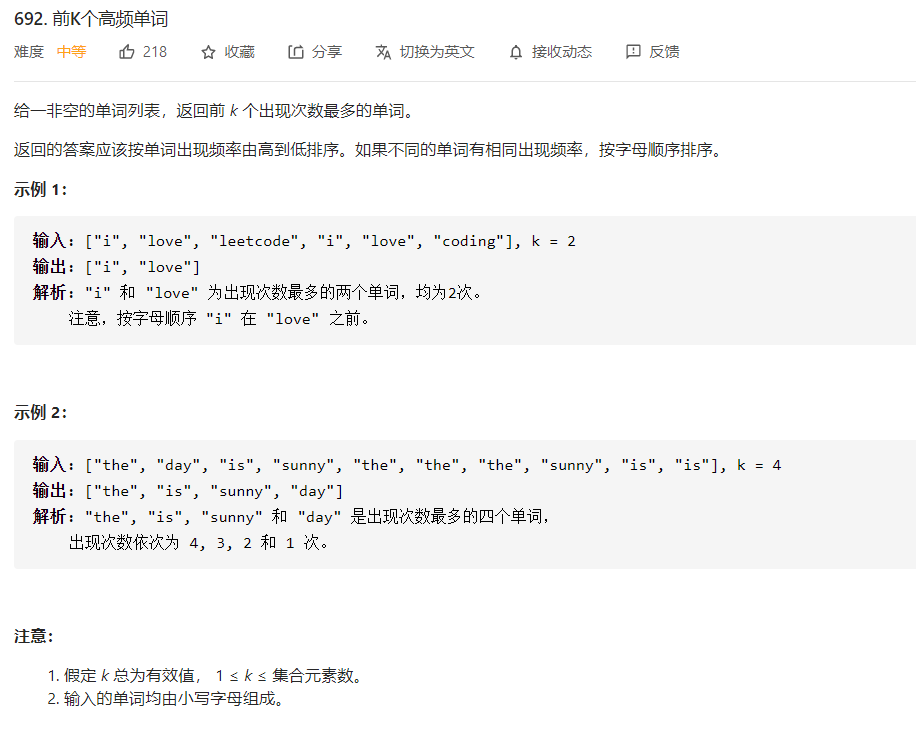 692. 前K个高频单词
难度 中等 218 收藏 分享 切换为英文 接收动态 反馈
给一非空的单词列表，返回前 k 个出现次数最多的单词。
返回的答案应该按单词出现频率由高到低排序。如果不同的单词有相同出现频率，按字母顺序排序。
示例 1：
输入：["i", "love", "leetcode", "i", "love", "coding"], k = 2
输出：["i", "love"]
解析："i" 和 "love" 为出现次数最多的两个单词，均为2次。
注意，按字母顺序 "i" 在 "love" 之前。
示例 2：
输入：["the", "day", "is", "sunny", "the", "the", "the", "sunny", "is", "is"], k = 4
输出：["the", "is", "sunny", "day"]
解析："the", "is", "sunny" 和 "day" 是出现次数最多的四个单词，
出现次数依次为 4, 3, 2 和 1 次。
注意：
1. 假定 k 总为有效值， 1 ≤ k ≤ 集合元素数。
2. 输入的单词均由小写字母组成。